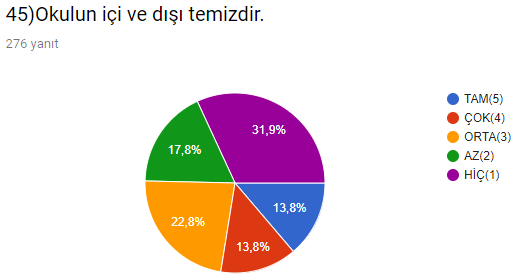 45)Okulun içi ve dışı temizdir.
276 yanıt
31,9%
17,8%
22,8%
13,8%
13,8%
TAM(5)
ÇOK(4)
ORTA(3)
AZ(2)
HİÇ(1)